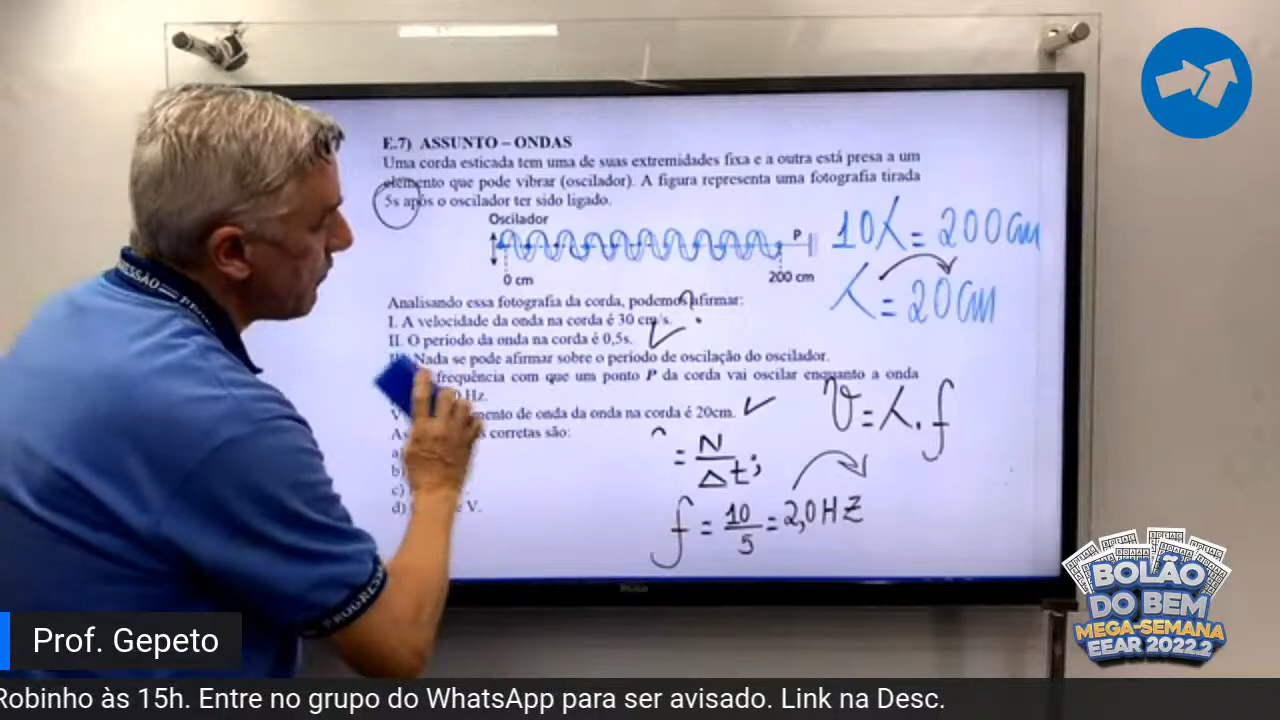 E.7) ASSUNTO – ONDAS
Uma corda esticada tem uma de suas extremidades fixa e a outra está presa a um
elemento que pode vibrar (oscilador). A figura representa uma fotografia tirada
5s após o oscilador ter sido ligado.
Oscilador
P
0 cm
200 cm
10λ = 200cm
λ = 20cm
Analisando essa fotografia da corda, podemos afirmar:
I. A velocidade da onda na corda é 30 cm/s.
II. O período da onda na corda é 0,5s.
Nada se pode afirmar sobre o período de oscilação do oscilador.
frequência com que um ponto P da corda vai oscilar enquanto a onda
Hz.
V
mento de onda da onda na corda é 20cm.
corretas são:
a)
b)
c)
d) e V.
v = λ . f
= N / Δt ;
f = 10 / 5 = 2,0 HZ
Philco
PROGRESSÃO
BOLÃO
DO BEM
MEGA-SEMANA
EEAR 2022.2
Prof. Gepeto
Robinho às 15h. Entre no grupo do WhatsApp para ser avisado. Link na Desc.